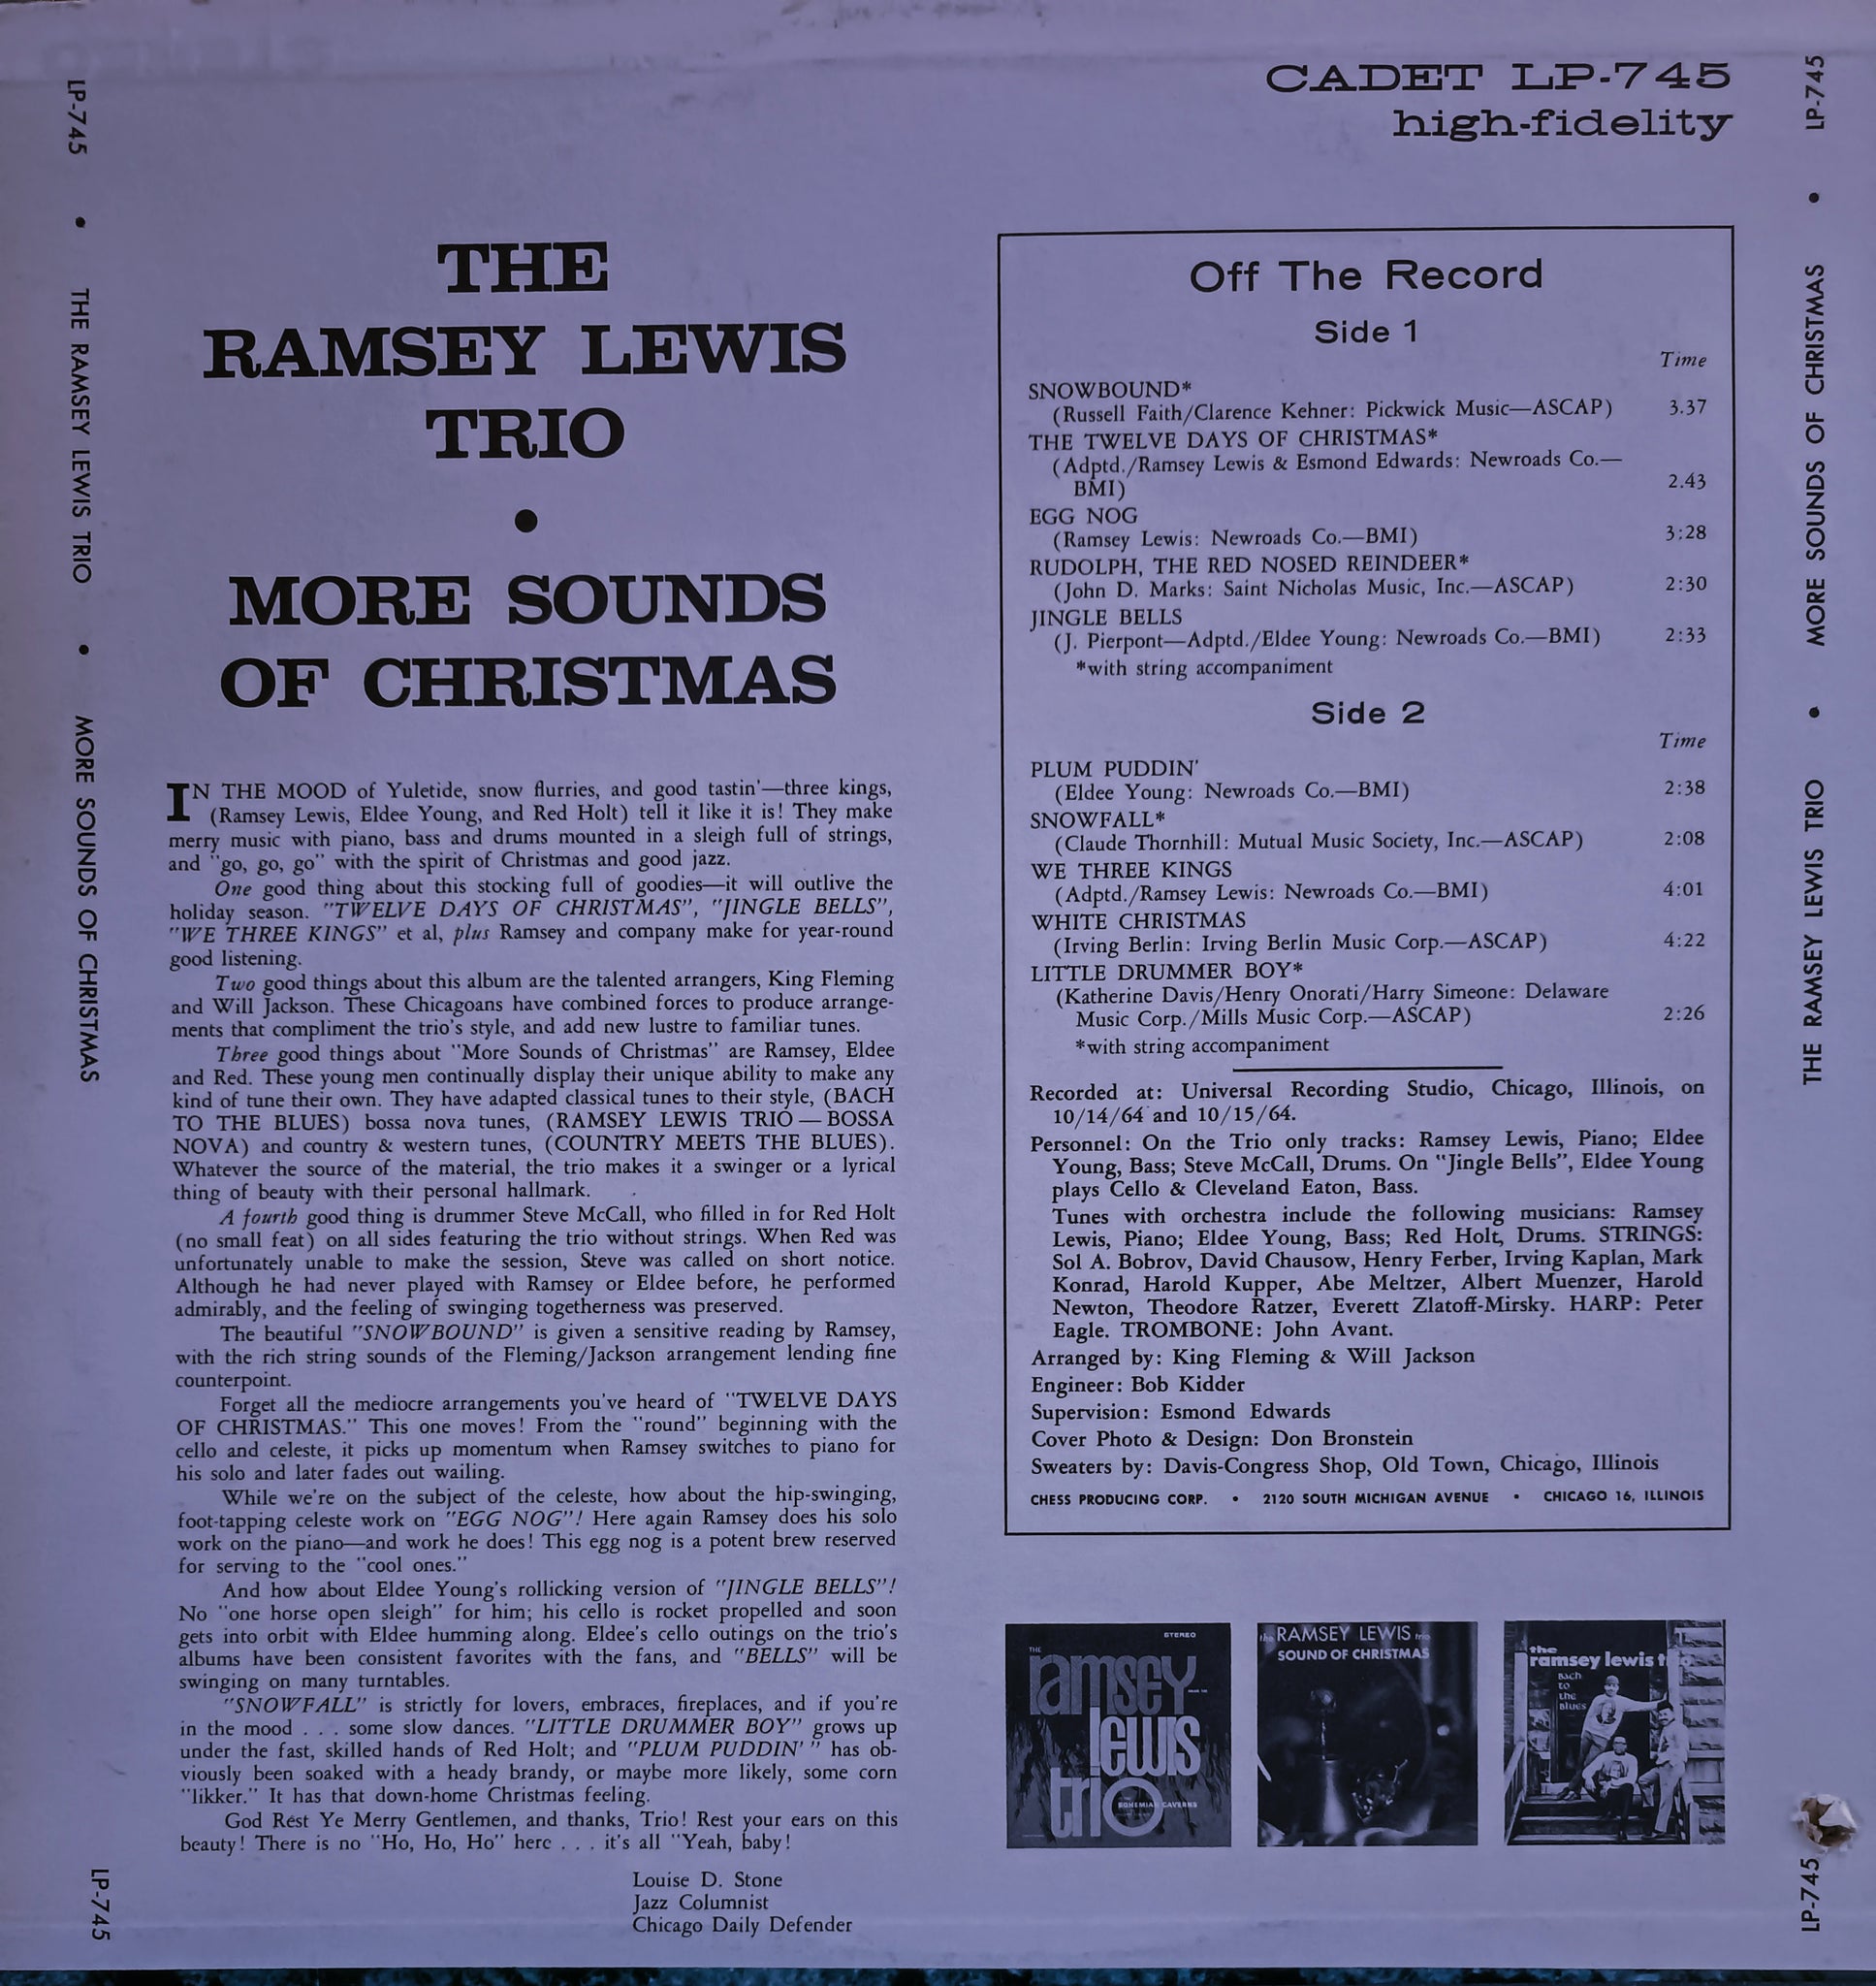 CADET LP-745
high-fidelity
LP-745 • THE RAMSEY LEWIS TRIO • MORE SOUNDS OF CHRISTMAS LP-745
THE
RAMSEY LEWIS
TRIO
•
MORE SOUNDS
OF CHRISTMAS
IN THE MOOD of Yuletide, snow flurries, and good tastin'—three kings,
(Ramsey Lewis, Eldee Young, and Red Holt) tell it like it is! They make
merry music with piano, bass and drums mounted in a sleigh full of strings,
and "go, go, go" with the spirit of Christmas and good jazz.
One good thing about this stocking full of goodies—it will outlive the
holiday season. "TWELVE DAYS OF CHRISTMAS", "JINGLE BELLS",
"WE THREE KINGS" et al, plus Ramsey and company make for year-round
good listening.
Two good things about this album are the talented arrangers, King Fleming
and Will Jackson. These Chicagoans have combined forces to produce arrange-
ments that compliment the trio's style, and add new lustre to familiar tunes.
Three good things about "More Sounds of Christmas" are Ramsey, Eldee
and Red. These young men continually display their unique ability to make any
kind of tune their own. They have adapted classical tunes to their style, (BACH
TO THE BLUES) bossa nova tunes, (RAMSEY LEWIS TRIO — BOSSA
NOVA) and country & western tunes, (COUNTRY MEETS THE BLUES).
Whatever the source of the material, the trio makes it a swinger or a lyrical
thing of beauty with their personal hallmark.
A fourth good thing is drummer Steve McCall, who filled in for Red Holt
(no small feat) on all sides featuring the trio without strings. When Red was
unfortunately unable to make the session, Steve was called on short notice.
Although he had never played with Ramsey or Eldee before, he performed
admirably, and the feeling of swinging togetherness was preserved.
The beautiful "SNOWBOUND" is given a sensitive reading by Ramsey,
with the rich string sounds of the Fleming/Jackson arrangement lending fine
counterpoint.
Forget all the mediocre arrangements you've heard of "TWELVE DAYS
OF CHRISTMAS." This one moves! From the "round" beginning with the
cello and celeste, it picks up momentum when Ramsey switches to piano for
his solo and later fades out wailing.
While we're on the subject of the celeste, how about the hip-swinging,
foot-tapping celeste work on "EGG NOG"! Here again Ramsey does his solo
work on the piano—and work he does! This egg nog is a potent brew reserved
for serving to the "cool ones."
And how about Eldee Young's rollicking version of "JINGLE BELLS"!
No "one horse open sleigh" for him; his cello is rocket propelled and soon
gets into orbit with Eldee humming along. Eldee's cello outings on the trio's
albums have been consistent favorites with the fans, and "BELLS" will be
swinging on many turntables.
"SNOWFALL" is strictly for lovers, embraces, fireplaces, and if you're
in the mood . . . some slow dances. "LITTLE DRUMMER BOY" grows up
under the fast, skilled hands of Red Holt; and "PLUM PUDDIN' " has ob-
viously been soaked with a heady brandy, or maybe more likely, some corn
"likker." It has that down-home Christmas feeling.
God Rest Ye Merry Gentlemen, and thanks, Trio! Rest your ears on this
beauty! There is no "Ho, Ho, Ho" here . . . it's all "Yeah, baby!
Louise D. Stone
Jazz Columnist
Chicago Daily Defender
Off The Record
Side 1
Time
SNOWBOUND*
(Russell Faith/Clarence Kehner: Pickwick Music—ASCAP) 3.37
THE TWELVE DAYS OF CHRISTMAS*
(Adptd./Ramsey Lewis & Esmond Edwards: Newroads Co.—
BMI) 2.43
EGG NOG
(Ramsey Lewis: Newroads Co.—BMI) 3:28
RUDOLPH, THE RED NOSED REINDEER*
(John D. Marks: Saint Nicholas Music, Inc.—ASCAP) 2:30
JINGLE BELLS
(J. Pierpont—Adptd./Eldee Young: Newroads Co.—BMI) 2:33
*with string accompaniment
Side 2
Time
PLUM PUDDIN'
(Eldee Young: Newroads Co.—BMI) 2:38
SNOWFALL*
(Claude Thornhill: Mutual Music Society, Inc.—ASCAP) 2:08
WE THREE KINGS
(Adptd./Ramsey Lewis: Newroads Co.—BMI) 4:01
WHITE CHRISTMAS
(Irving Berlin: Irving Berlin Music Corp.—ASCAP) 4:22
LITTLE DRUMMER BOY*
(Katherine Davis/Henry Onorati/Harry Simeone: Delaware
Music Corp./Mills Music Corp.—ASCAP) 2:26
*with string accompaniment
Recorded at: Universal Recording Studio, Chicago, Illinois, on
10/14/64 and 10/15/64.
Personnel: On the Trio only tracks: Ramsey Lewis, Piano; Eldee
Young, Bass; Steve McCall, Drums. On "Jingle Bells", Eldee Young
plays Cello & Cleveland Eaton, Bass.
Tunes with orchestra include the following musicians: Ramsey
Lewis, Piano; Eldee Young, Bass; Red Holt, Drums. STRINGS:
Sol A. Bobrov, David Chausow, Henry Ferber, Irving Kaplan, Mark
Konrad, Harold Kupper, Abe Meltzer, Albert Muenzer, Harold
Newton, Theodore Ratzer, Everett Zlatoff-Mirsky. HARP: Peter
Eagle. TROMBONE: John Avant.
Arranged by: King Fleming & Will Jackson
Engineer: Bob Kidder
Supervision: Esmond Edwards
Cover Photo & Design: Don Bronstein
Sweaters by: Davis-Congress Shop, Old Town, Chicago, Illinois
CHESS PRODUCING CORP. • 2120 SOUTH MICHIGAN AVENUE • CHICAGO 16, ILLINOIS
STEREO
THE
ramsey
lewis
trio
BOHEMIAN CAVERNS
the RAMSEY LEWIS trio
SOUND OF CHRISTMAS
the
ramsey lewis trio
Bach
to
the
Blues
LP-745 • THE RAMSEY LEWIS TRIO • MORE SOUNDS OF CHRISTMAS LP-745